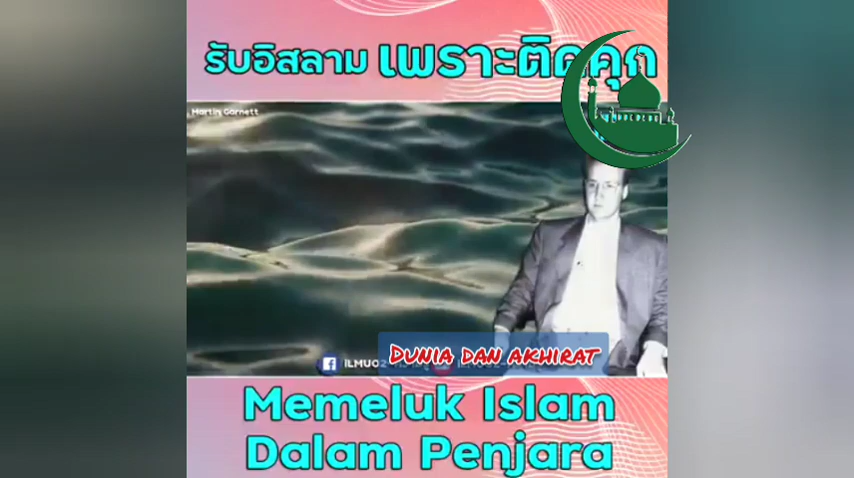 รับอิสลาม เพราะติดคุก
Martin Garnett
Dunia dan akhirat
ILMUOZ
Memeluk Islam
Dalam Penjara